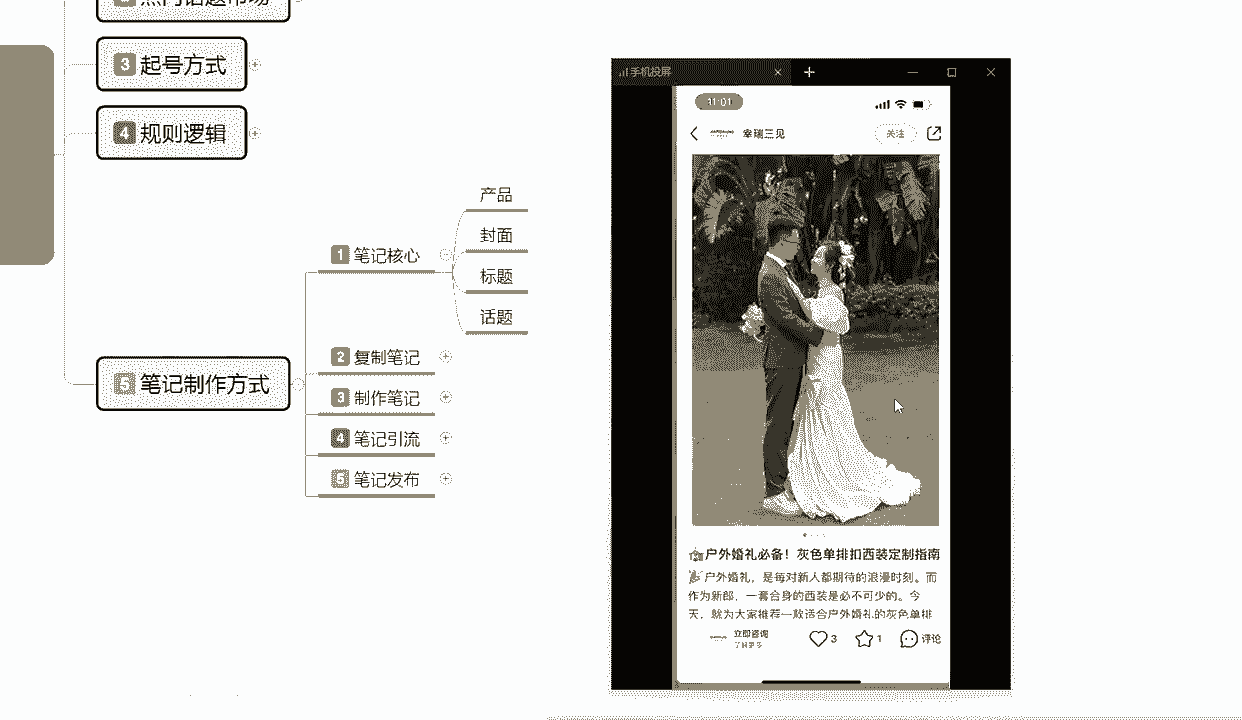 热门话题市场
3 起号方式
4 规则逻辑
5 笔记制作方式
1 笔记核心
产品
封面
标题
话题
2 复制笔记
3 制作笔记
4 笔记引流
5 笔记发布
手机投屏
11:01
幸瑞三见
关注
户外婚礼必备！灰色单排扣西装定制指南
户外婚礼，是每对新人都期待的浪漫时刻。而
作为新郎，一套合身的西装是必不可少的。今
天，就为大家推荐一款适合户外婚礼的灰色单排
立即咨询
了解更多
3
1
评论